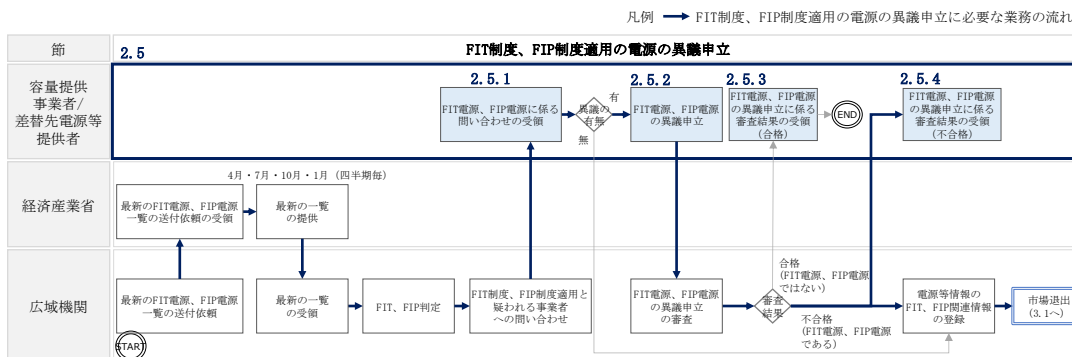 凡例 FIT制度、FIP制度適用の電源の異議申立に必要な業務の流れ
節
2.5
FIT制度、FIP制度適用の電源の異議申立
容量提供
事業者/
差替先電源等
提供者
2.5.1
FIT電源、FIP電源に係る
問い合わせの受領
異議の
有無
有
無
2.5.2
FIT電源、FIP電源
の異議申立
2.5.3
FIT電源、FIP電源
の異議申立に係る
審査結果の受領
(合格)
END
2.5.4
FIT電源、FIP電源
の異議申立に係る
審査結果の受領
(不合格)
経済産業省
4月・7月・10月・1月（四半期毎）
最新のFIT電源、FIP電源
一覧の送付依頼の受領
最新の一覧
の提供
広域機関
最新のFIT電源、FIP電源
一覧の送付依頼
START
最新の一覧
の受領
FIT、FIP判定
FIT制度、FIP制度適用と
疑われる事業者
への問い合わせ
FIT電源、FIP電源
の異議申立
の審査
審査
結果
合格
(FIT電源、FIP電源
ではない)
不合格
(FIT電源、FIP電源
である)
電源等情報の
FIT、FIP関連情報
の登録
市場退出
(3.1へ)